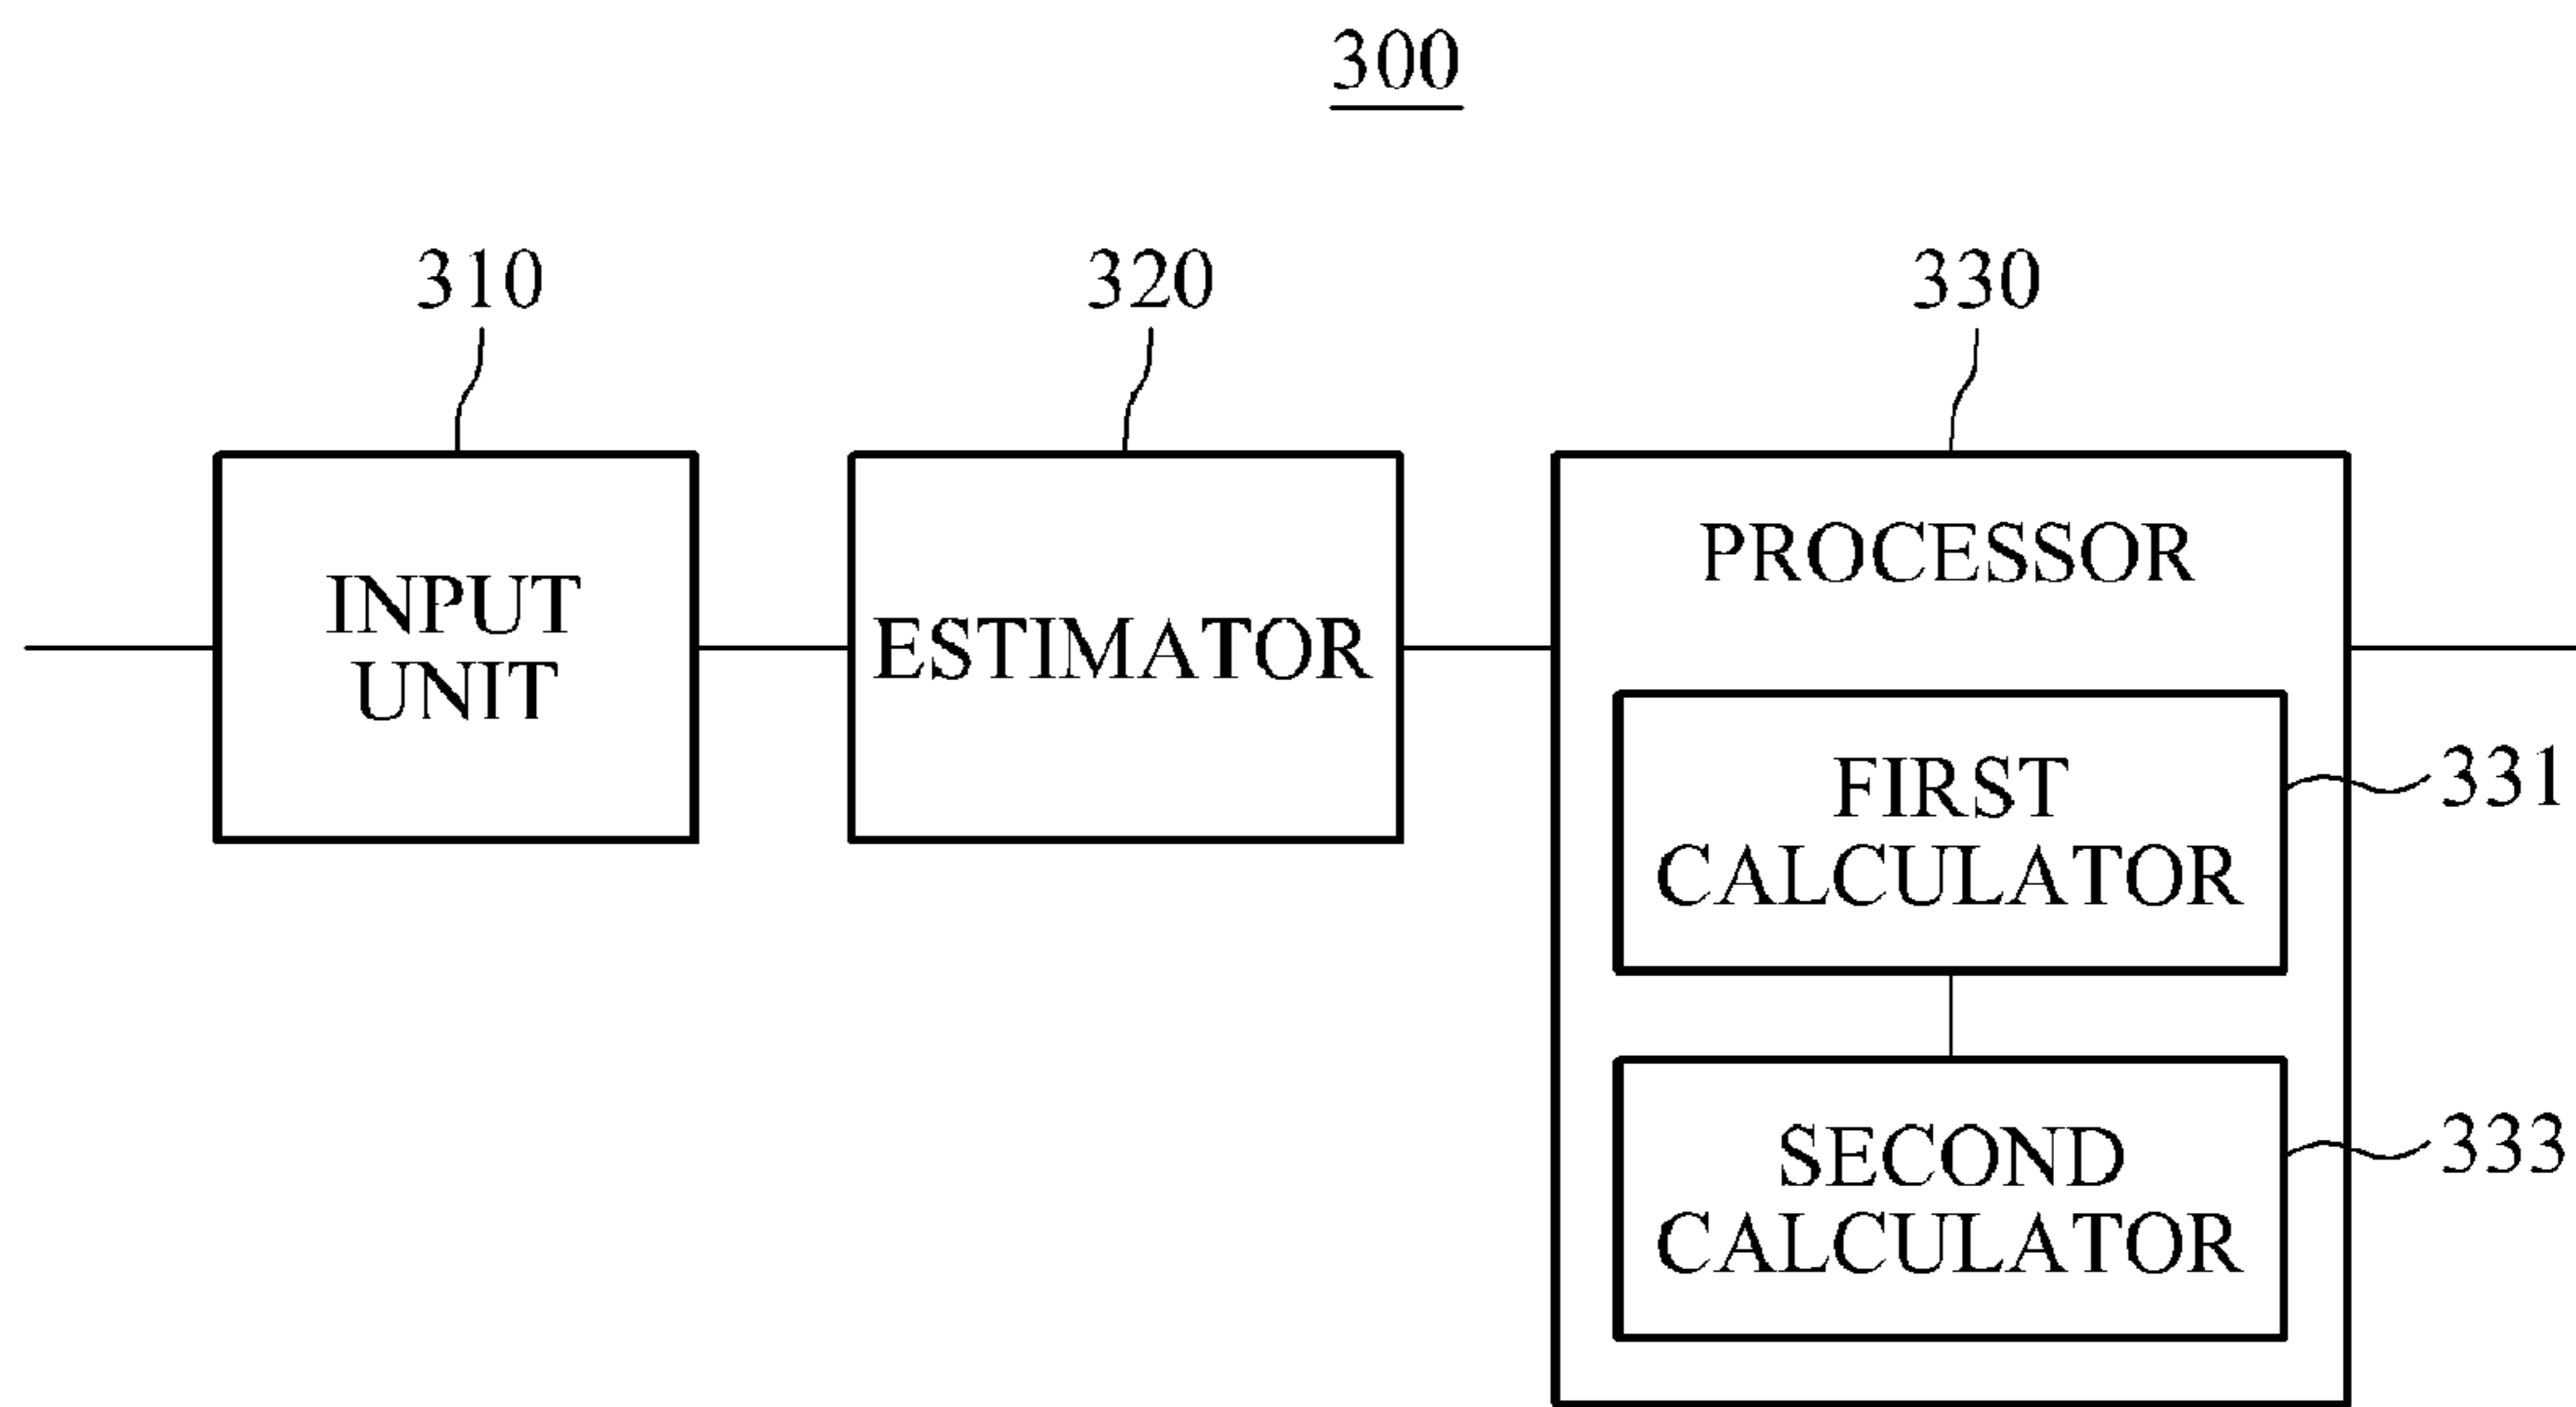 300
310
320
330
INPUT
UNIT
ESTIMATOR
PROCESSOR
FIRST
CALCULATOR
331
SECOND
CALCULATOR
333